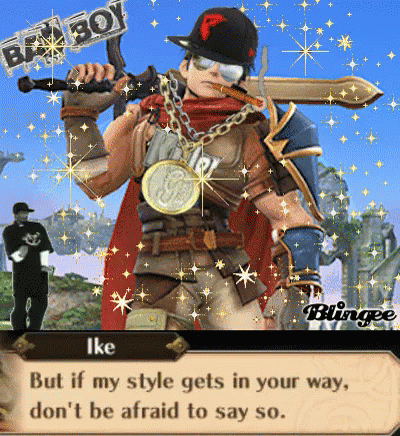 BAD BOY
Blingee
Ike
But if my style gets in your way,
don't be afraid to say so.